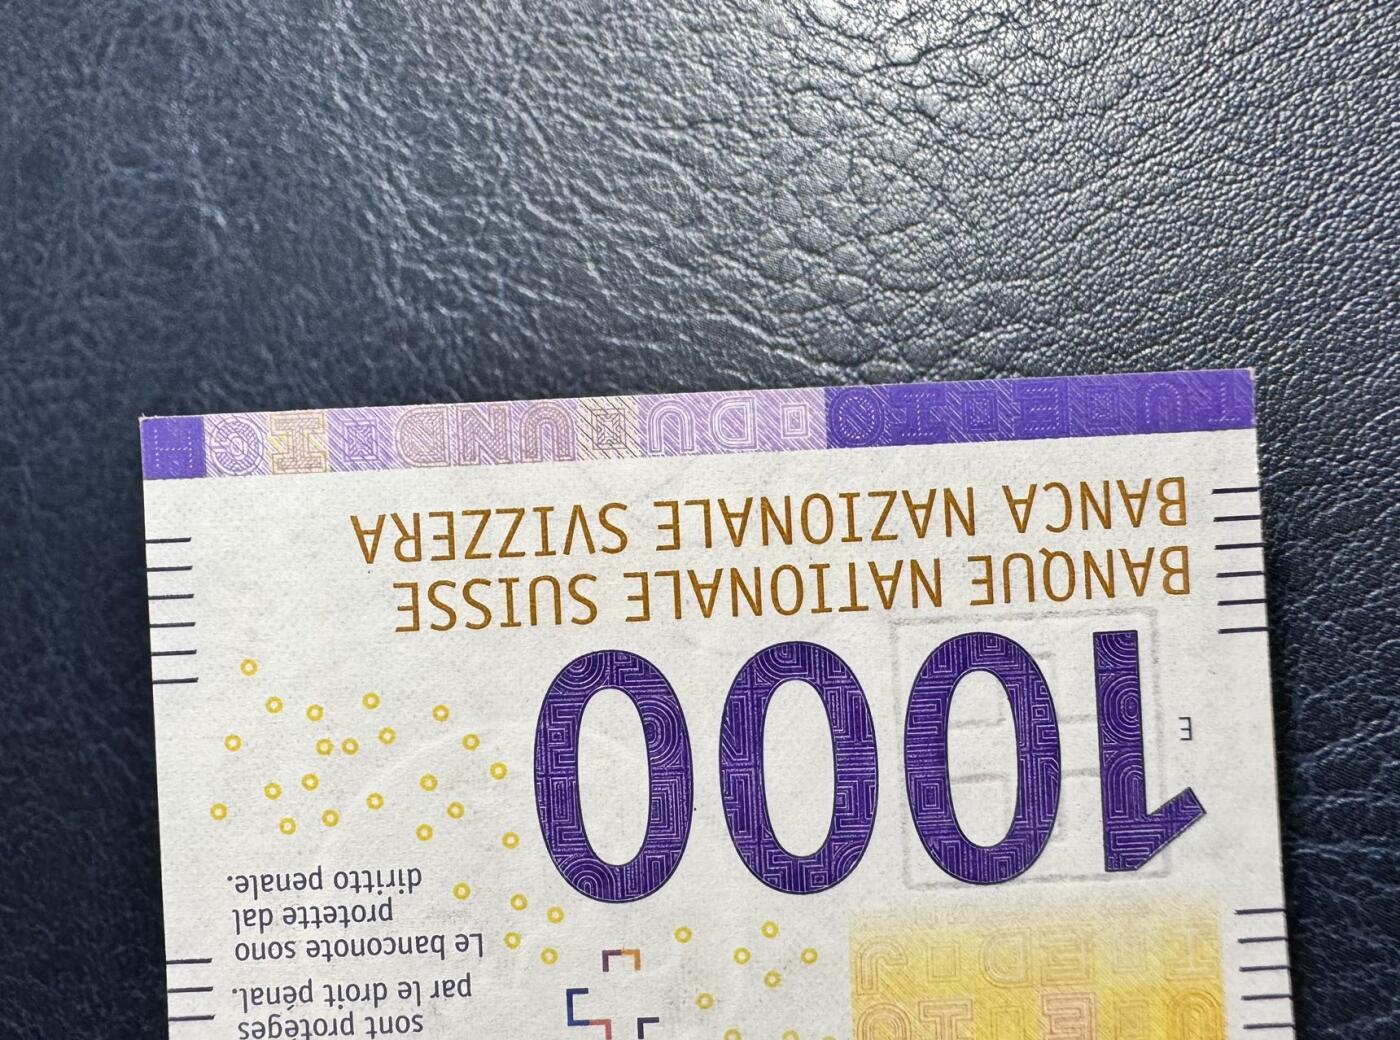 sont protégés
par le droit pénal.
Le banconote sono
protette dal
diritto penale.
E
1000
BANQUE NATIONALE SUISSE
BANCA NAZIONALE SVIZZERA